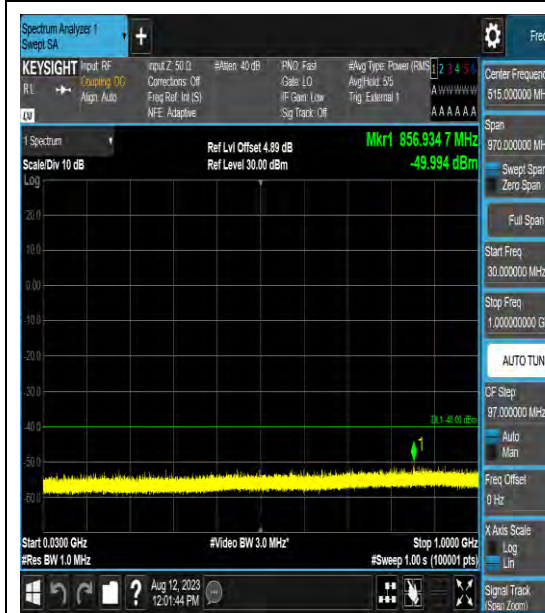 Spectrum Analyzer 1
Swept SA
+
Freq
KEYSIGHT
RL
LW
Input: RF
Coupling: DC
Align: Auto
Input Z: 50 Ω
Corrections: Off
Freq Ref: Int (S)
NFE: Adaptive
#Atten: 40 dB
PNO: Fast
Gate: LO
IF Gain: Low
Sig Track: Off
#Avg Type: Power (RMS
Avg|Hold: 5/5
Trig: External 1
1 2 3 4 5 6
A W W W W W
A A A A A A
1 Spectrum
Scale/Div 10 dB
Log
Ref Lvl Offset 4.89 dB
Ref Level 30.00 dBm
Mkr1 856.934 7 MHz
-49.994 dBm
20.0
10.0
0.00
-10.0
-20.0
-30.0
-40.0
-50.0
-60.0
1
Start 0.0300 GHz
#Res BW 1.0 MHz
#Video BW 3.0 MHz*
Stop 1.0000 GHz
#Sweep 1.00 s (100001 pts)
Aug 12, 2023
12:01:44 PM
Center Frequenc
515.000000 MH
Span
970.000000 MH
Swept Span
Zero Span
Full Span
Start Freq
30.000000 MHz
Stop Freq
1.000000000 G
AUTO TUN
CF Step
97.000000 MHz
Auto
Man
Freq Offset
0 Hz
X Axis Scale
Log
Lin
Signal Track
(Span Zoom)